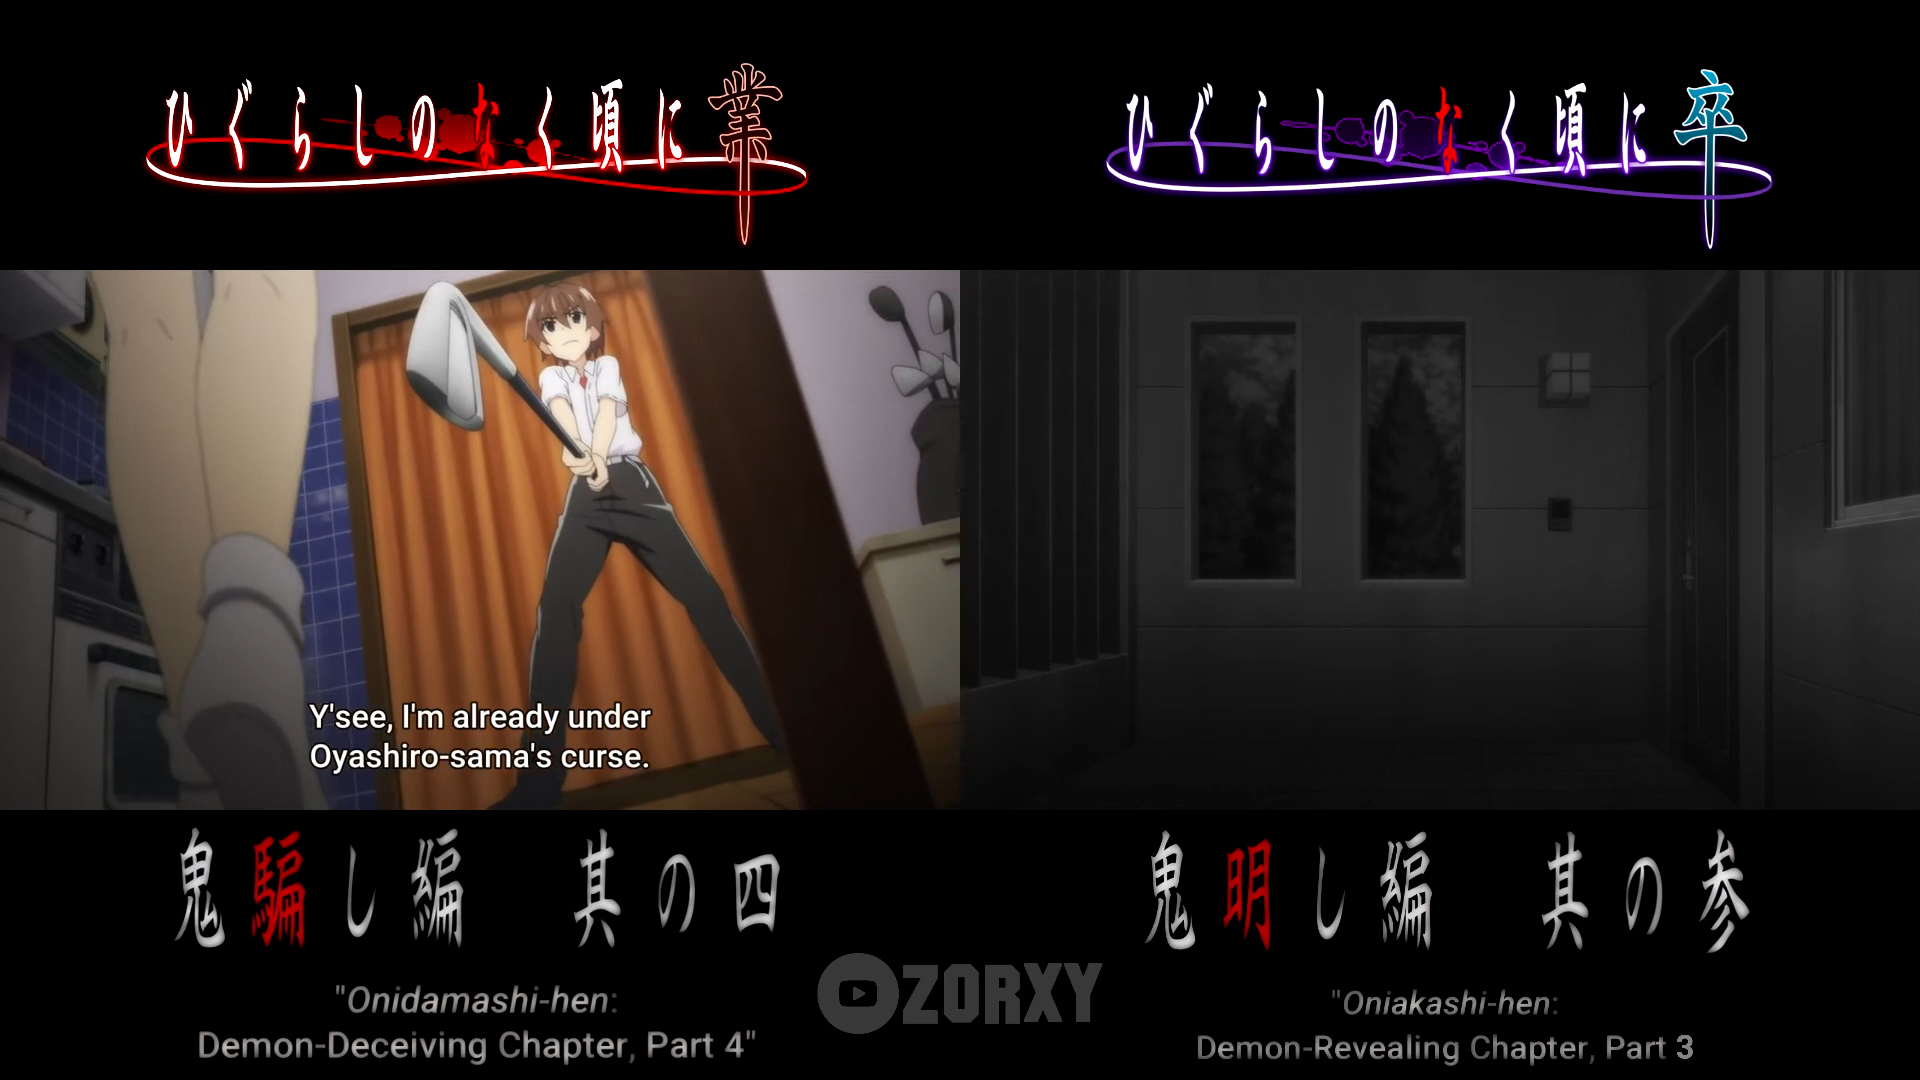 ひぐらしのなく頃に業
ひぐらしのなく頃に卒
Y'see, I'm already under
Oyashiro-sama's curse.
鬼騙し編 其の四
"Onidamashi-hen:
Demon-Deceiving Chapter, Part 4"
鬼明し編 其の参
"Oniakashi-hen:
Demon-Revealing Chapter, Part 3
ZORXY